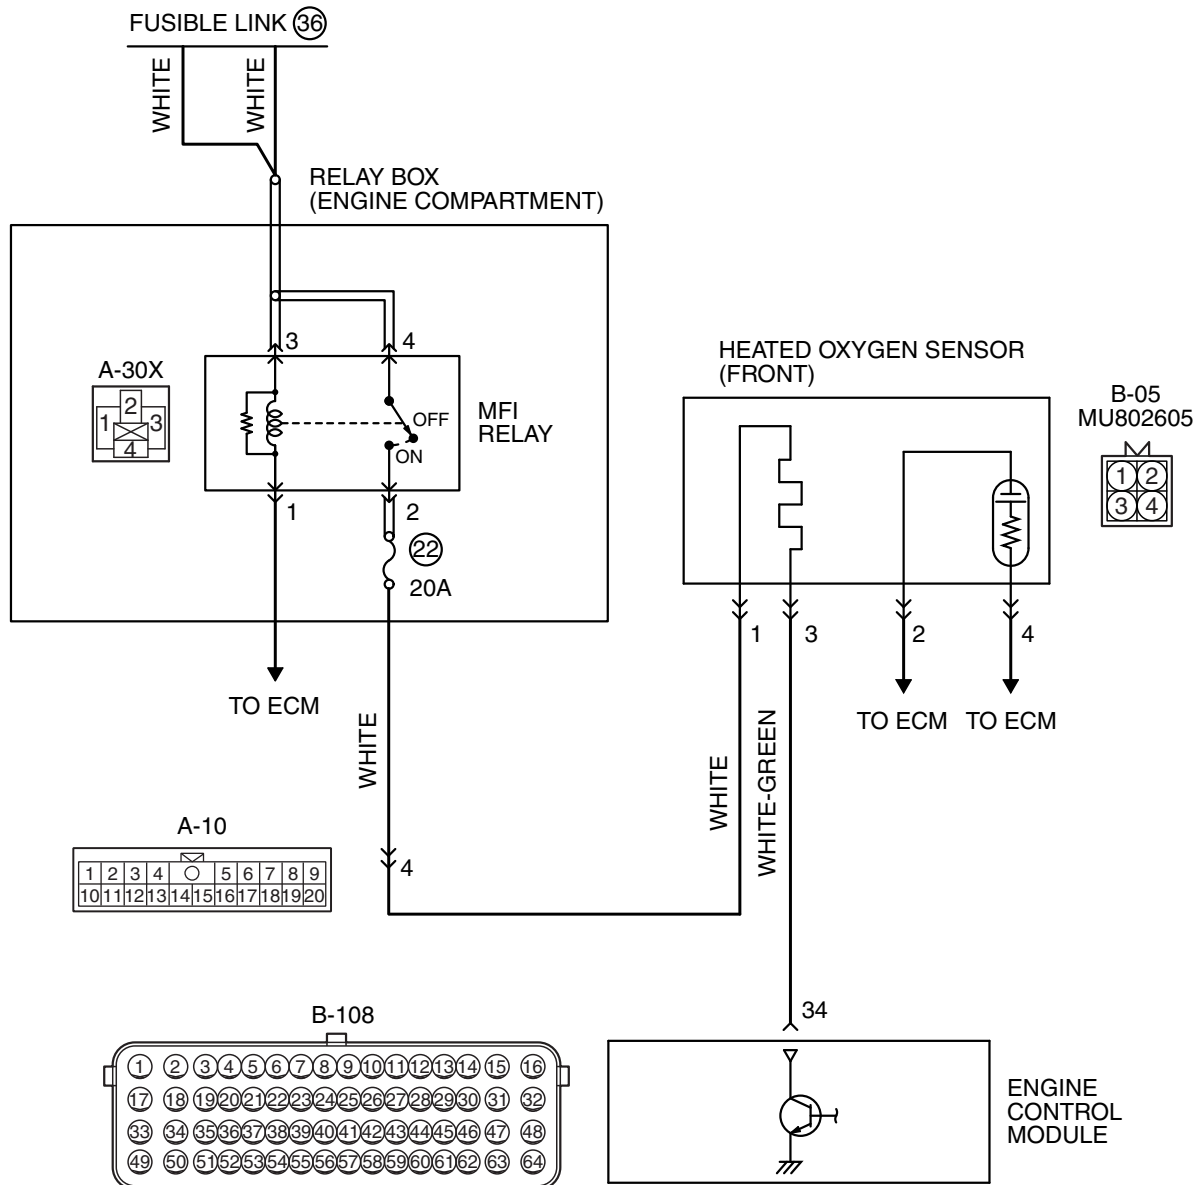 FUSIBLE LINK 36
WHITE
WHITE
RELAY BOX
(ENGINE COMPARTMENT)
3
4
A-30X
2
1
3
4
OFF
ON
MFI
RELAY
1
2
22
20A
TO ECM
HEATED OXYGEN SENSOR
(FRONT)
B-05
MU802605
1 2
3 4
1
3
2
4
TO ECM
TO ECM
WHITE
WHITE
WHITE-GREEN
A-10
1 2 3 4 5 6 7 8 9
10 11 12 13 14 15 16 17 18 19 20
4
34
B-108
1 2 3 4 5 6 7 8 9 10 11 12 13 14 15 16
17 18 19 20 21 22 23 24 25 26 27 28 29 30 31 32
33 34 35 36 37 38 39 40 41 42 43 44 45 46 47 48
49 50 51 52 53 54 55 56 57 58 59 60 61 62 63 64
ENGINE
CONTROL
MODULE